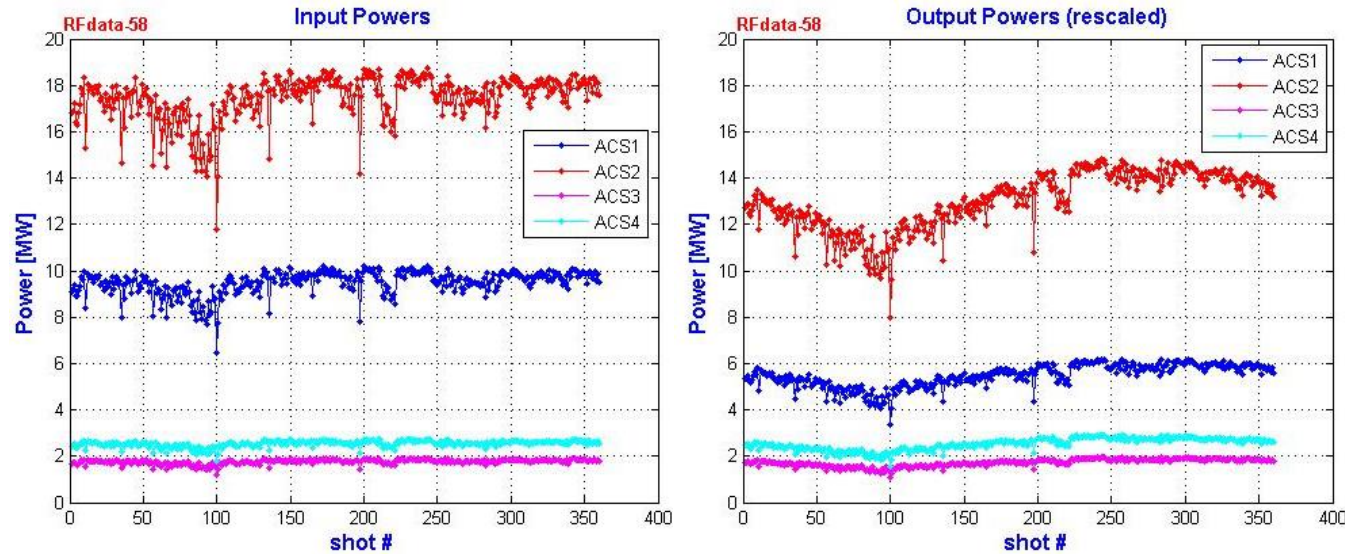 Input Powers
RFdata-58
20
18
16
14
12
10
8
6
4
2
0
Power [MW]
ACS1
ACS2
ACS3
ACS4
0 50 100 150 200 250 300 350 400
shot #
Output Powers (rescaled)
RFdata-58
20
18
16
14
12
10
8
6
4
2
0
Power [MW]
ACS1
ACS2
ACS3
ACS4
0 50 100 150 200 250 300 350 400
shot #